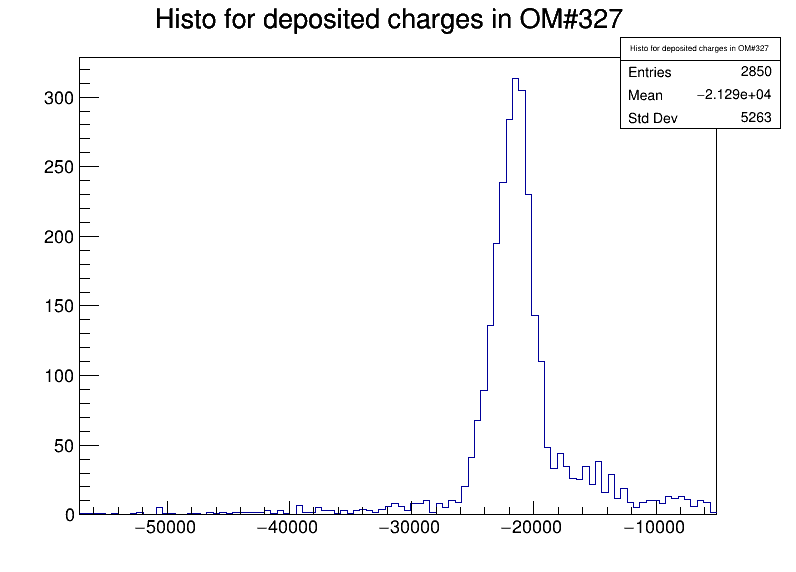 Histo for deposited charges in OM#327
Histo for deposited charges in OM#327
Entries 2850
Mean −2.129e+04
Std Dev 5263
300
250
200
150
100
50
0
−50000 −40000 −30000 −20000 −10000